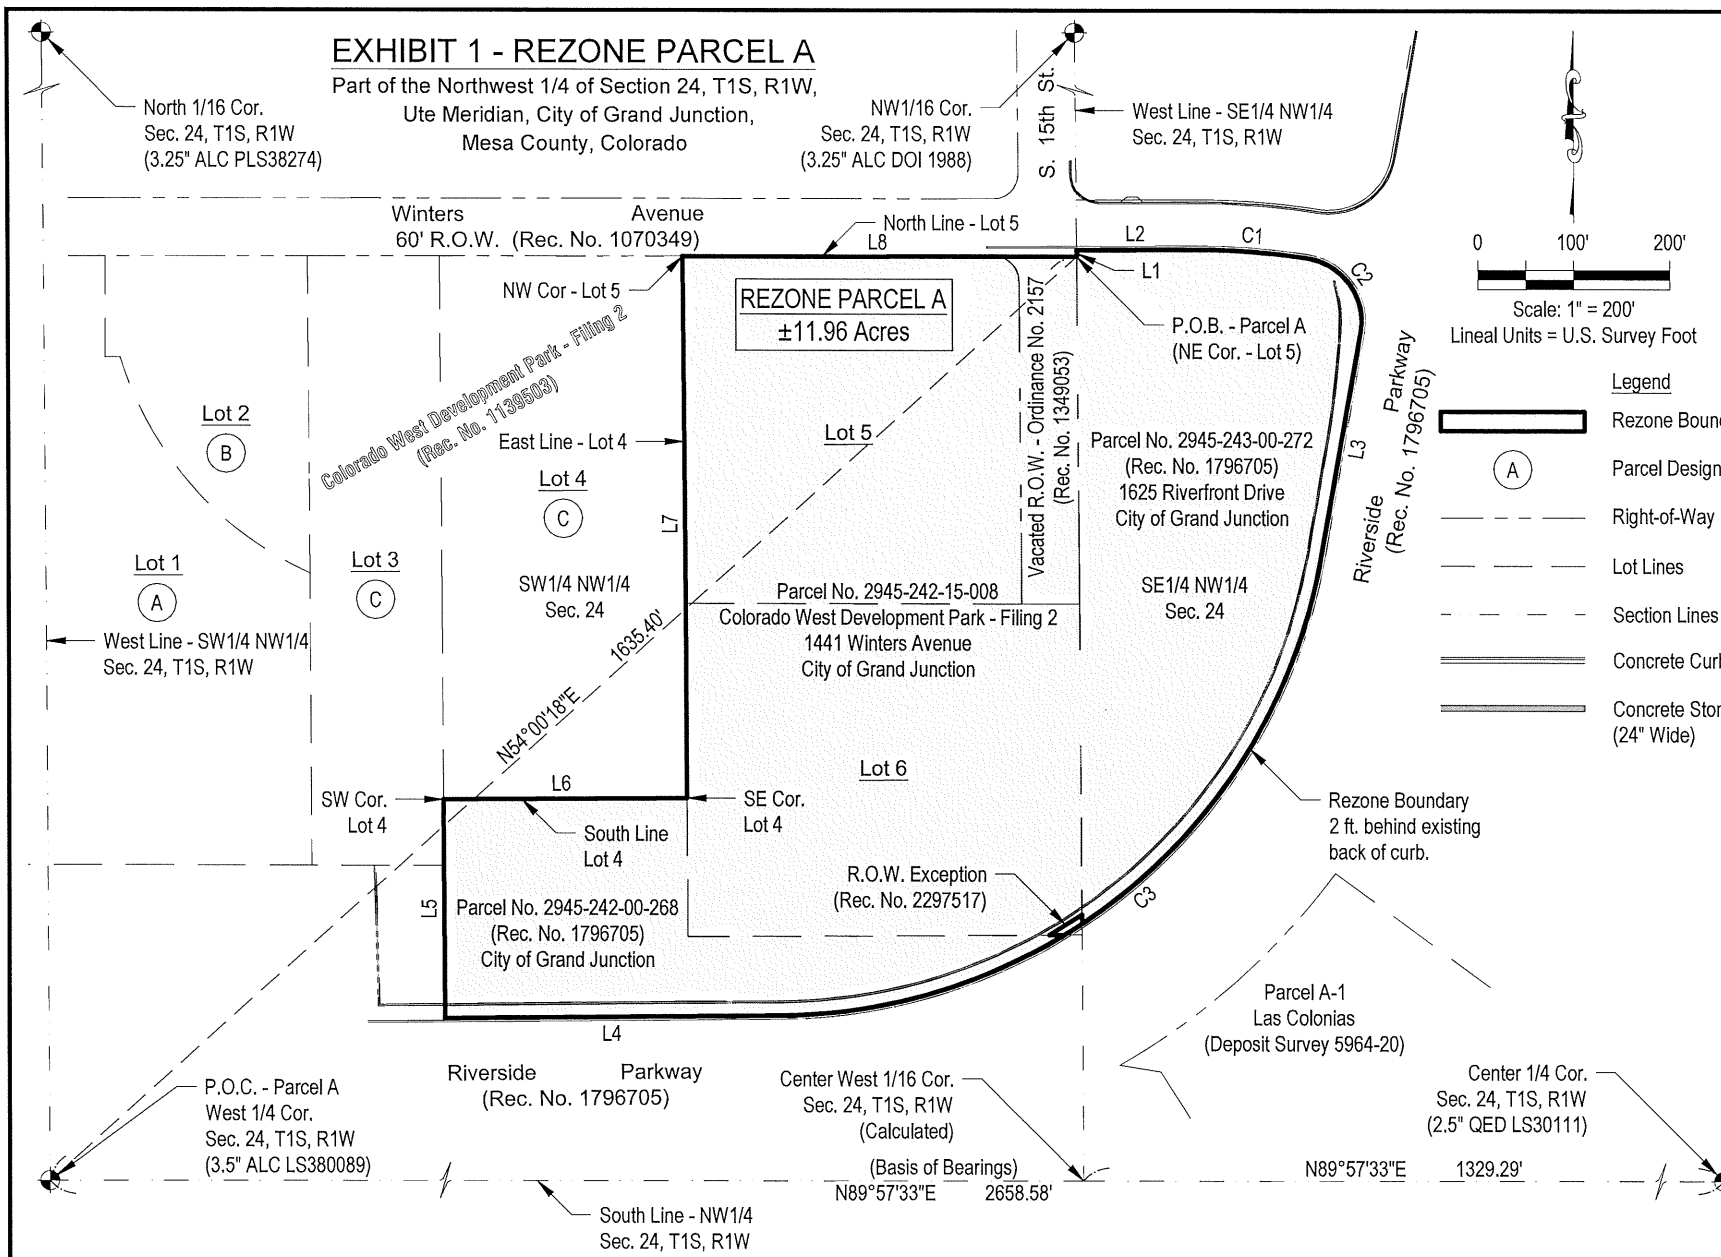 EXHIBIT 1 - REZONE PARCEL A
Part of the Northwest 1/4 of Section 24, T1S, R1W,
Ute Meridian, City of Grand Junction,
Mesa County, Colorado
North 1/16 Cor.
Sec. 24, T1S, R1W
(3.25" ALC PLS38274)
NW1/16 Cor.
Sec. 24, T1S, R1W
(3.25" ALC DOI 1988)
S. 15th St.
West Line - SE1/4 NW1/4
Sec. 24, T1S, R1W
Winters Avenue
60' R.O.W. (Rec. No. 1070349)
North Line - Lot 5
L8
L2
C1
L1
C2
0 100' 200'
Scale: 1" = 200'
Lineal Units = U.S. Survey Foot
NW Cor - Lot 5
REZONE PARCEL A
±11.96 Acres
Vacated R.O.W. - Ordinance No. 2157
(Rec. No. 1349053)
P.O.B. - Parcel A
(NE Cor. - Lot 5)
Riverside Parkway
(Rec. No. 1796705)
L3
Legend
Rezone Boun
A
Parcel Design
Right-of-Way
Lot Lines
Section Lines
Concrete Curl
Concrete Stor
(24" Wide)
Colorado West Development Park - Filing 2
(Rec. No. 1139503)
Lot 2
B
East Line - Lot 4
Lot 4
C
L7
Lot 5
Parcel No. 2945-243-00-272
(Rec. No. 1796705)
1625 Riverfront Drive
City of Grand Junction
Lot 1
A
Lot 3
C
SW1/4 NW1/4
Sec. 24
SE1/4 NW1/4
Sec. 24
West Line - SW1/4 NW1/4
Sec. 24, T1S, R1W
Parcel No. 2945-242-15-008
Colorado West Development Park - Filing 2
1441 Winters Avenue
City of Grand Junction
N54°00'18"E 1635.40'
Lot 6
L6
SW Cor.
Lot 4
SE Cor.
Lot 4
South Line
Lot 4
Rezone Boundary
2 ft. behind existing
back of curb.
R.O.W. Exception
(Rec. No. 2297517)
C3
L5
Parcel No. 2945-242-00-268
(Rec. No. 1796705)
City of Grand Junction
L4
Parcel A-1
Las Colonias
(Deposit Survey 5964-20)
Riverside Parkway
(Rec. No. 1796705)
P.O.C. - Parcel A
West 1/4 Cor.
Sec. 24, T1S, R1W
(3.5" ALC LS380089)
Center West 1/16 Cor.
Sec. 24, T1S, R1W
(Calculated)
Center 1/4 Cor.
Sec. 24, T1S, R1W
(2.5" QED LS30111)
(Basis of Bearings)
N89°57'33"E 2658.58'
N89°57'33"E 1329.29'
South Line - NW1/4
Sec. 24, T1S, R1W